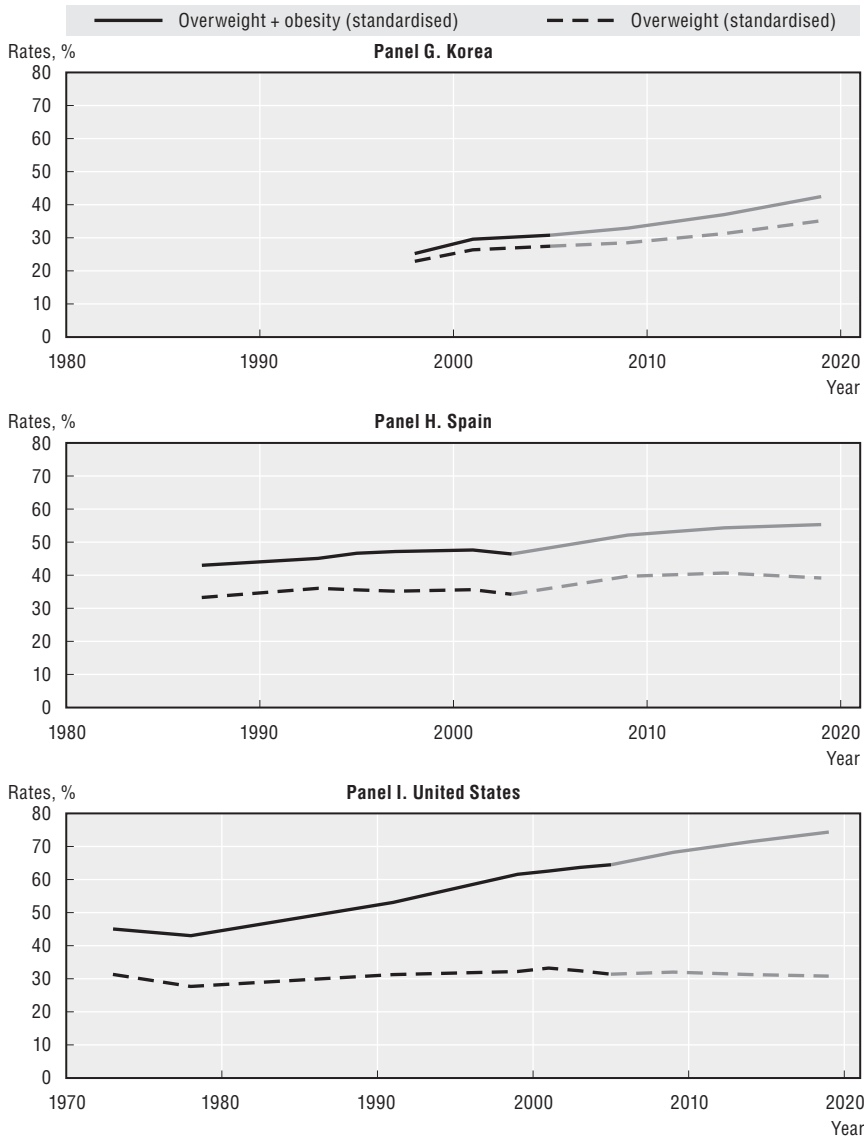 Overweight + obesity (standardised) Overweight (standardised)
Rates, % Panel G. Korea
80
70
60
50
40
30
20
10
0
1980 1990 2000 2010 2020
Year
Rates, % Panel H. Spain
80
70
60
50
40
30
20
10
0
1980 1990 2000 2010 2020
Year
Rates, % Panel I. United States
80
70
60
50
40
30
20
10
0
1970 1980 1990 2000 2010 2020
Year